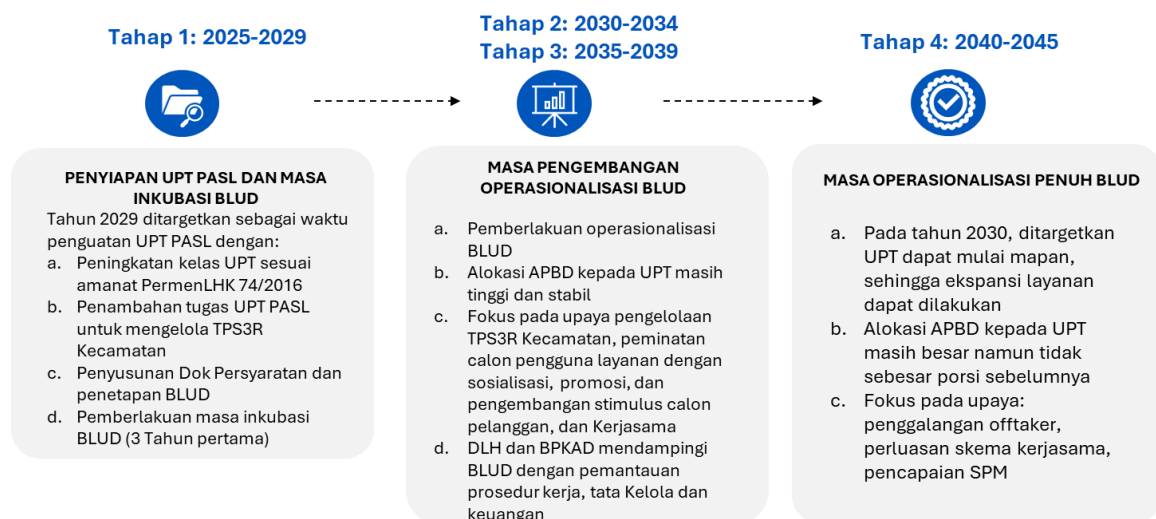 Tahap 1: 2025-2029
PENYIAPAN UPT PASL DAN MASA
INKUBASI BLUD
Tahun 2029 ditargetkan sebagai waktu
penguatan UPT PASL dengan:
a. Peningkatan kelas UPT sesuai
amanat PermenLHK 74/2016
b. Penambahan tugas UPT PASL
untuk mengelola TPS3R
Kecamatan
c. Penyusunan Dok Persyaratan dan
penetapan BLUD
d. Pemberlakuan masa inkubasi
BLUD (3 Tahun pertama)
Tahap 2: 2030-2034
Tahap 3: 2035-2039
MASA PENGEMBANGAN
OPERASIONALISASI BLUD
a. Pemberlakuan operasionalisasi
BLUD
b. Alokasi APBD kepada UPT masih
tinggi dan stabil
c. Fokus pada upaya pengelolaan
TPS3R Kecamatan, peminatan
calon pengguna layanan dengan
sosialisasi, promosi, dan
pengembangan stimulus calon
pelanggan, dan Kerjasama
d. DLH dan BPKAD mendampingi
BLUD dengan pemantauan
prosedur kerja, tata Kelola dan
keuangan
Tahap 4: 2040-2045
MASA OPERASIONALISASI PENUH BLUD
a. Pada tahun 2030, ditargetkan
UPT dapat mulai mapan,
sehingga ekspansi layanan
dapat dilakukan
b. Alokasi APBD kepada UPT
masih besar namun tidak
sebesar porsi sebelumnya
c. Fokus pada upaya:
penggalangan offtaker,
perluasan skema kerjasama,
pencapaian SPM